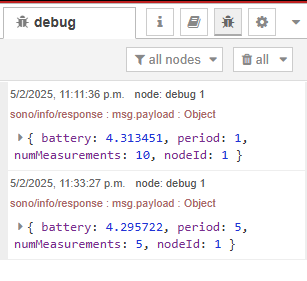 debug
all nodes
all
5/2/2025, 11:11:36 p.m. node: debug 1
sono/info/response : msg.payload : Object
{ battery: 4.313451, period: 1,
numMeasurements: 10, nodeId: 1 }
5/2/2025, 11:33:27 p.m. node: debug 1
sono/info/response : msg.payload : Object
{ battery: 4.295722, period: 5,
numMeasurements: 5, nodeId: 1 }